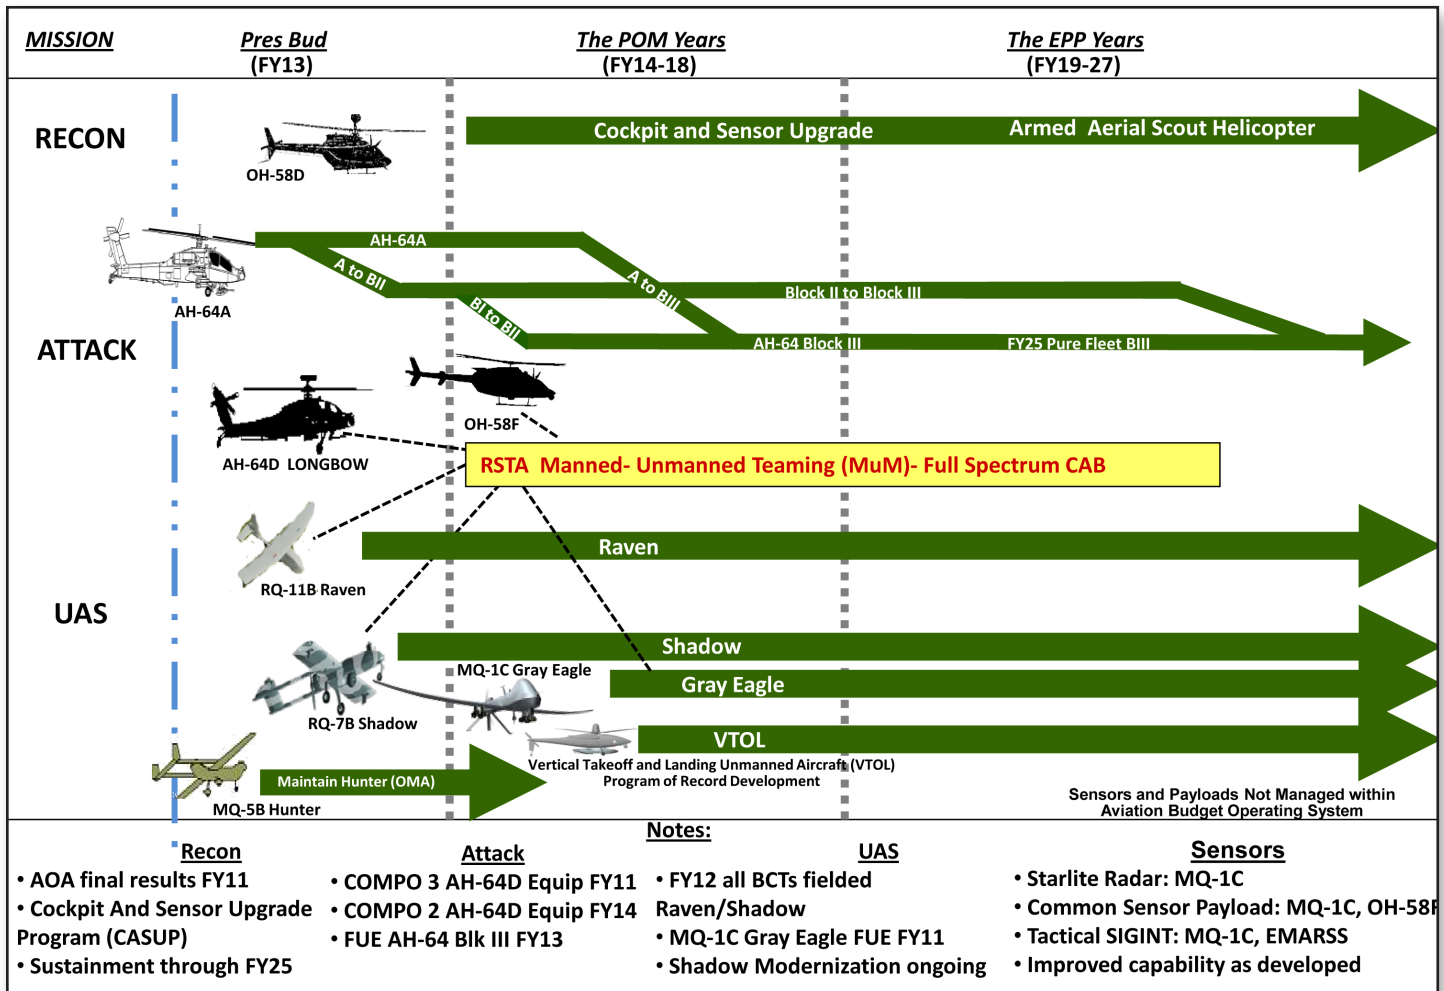 MISSION
Pres Bud
(FY13)
The POM Years
(FY14-18)
The EPP Years
(FY19-27)
RECON
OH-58D
Cockpit and Sensor Upgrade
Armed Aerial Scout Helicopter
AH-64A
AH-64A
A to BII
A to BIII
BI to BII
Block II to Block III
AH-64 Block III
FY25 Pure Fleet BIII
ATTACK
OH-58F
AH-64D LONGBOW
RSTA Manned- Unmanned Teaming (MuM)- Full Spectrum CAB
Raven
RQ-11B Raven
UAS
Shadow
MQ-1C Gray Eagle
Gray Eagle
RQ-7B Shadow
VTOL
Vertical Takeoff and Landing Unmanned Aircraft (VTOL)
Program of Record Development
Maintain Hunter (OMA)
MQ-5B Hunter
Sensors and Payloads Not Managed within
Aviation Budget Operating System
Notes:
Recon
• AOA final results FY11
• Cockpit And Sensor Upgrade
Program (CASUP)
• Sustainment through FY25
Attack
• COMPO 3 AH-64D Equip FY11
• COMPO 2 AH-64D Equip FY14
• FUE AH-64 Blk III FY13
UAS
• FY12 all BCTs fielded
Raven/Shadow
• MQ-1C Gray Eagle FUE FY11
• Shadow Modernization ongoing
Sensors
• Starlite Radar: MQ-1C
• Common Sensor Payload: MQ-1C, OH-58F
• Tactical SIGINT: MQ-1C, EMARSS
• Improved capability as developed